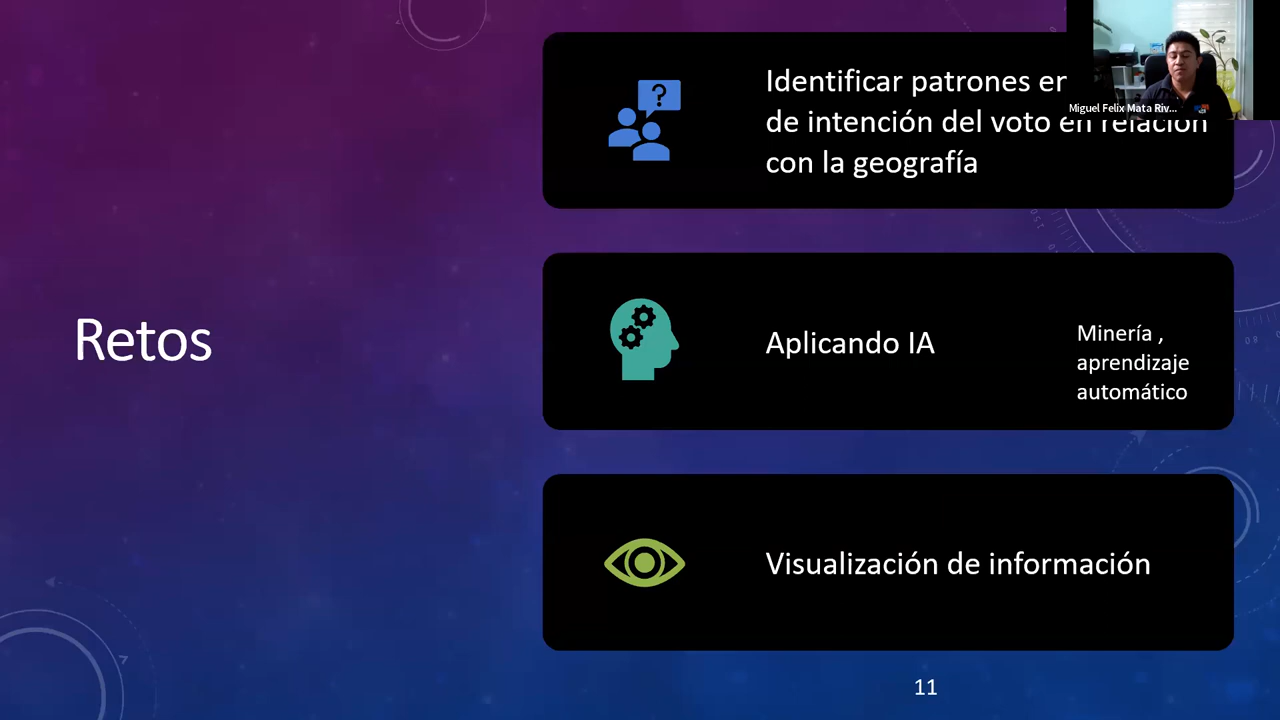 Retos
?
Identificar patrones
de intención del voto en relación
con la geografía
Miguel Felix Mata Riv...
Aplicando IA
Minería ,
aprendizaje
automático
Visualización de información
11